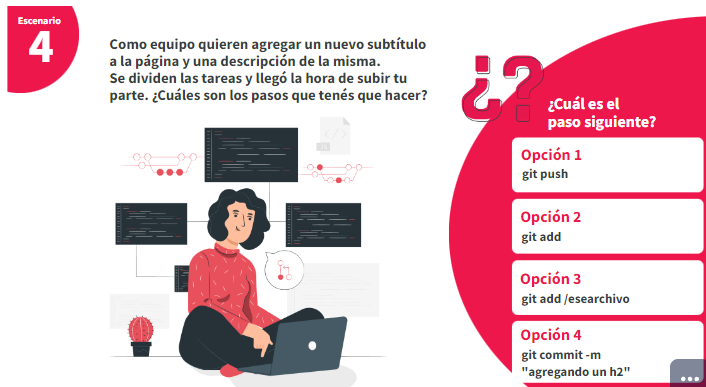 Escenario
4
Como equipo quieren agregar un nuevo subtítulo
a la página y una descripción de la misma.
Se dividen las tareas y llegó la hora de subir tu
parte. ¿Cuáles son los pasos que tenés que hacer?
¿?
¿Cuál es el
paso siguiente?
Opción 1
git push
Opción 2
git add
Opción 3
git add /esearchivo
Opción 4
git commit -m
"agregando un h2"